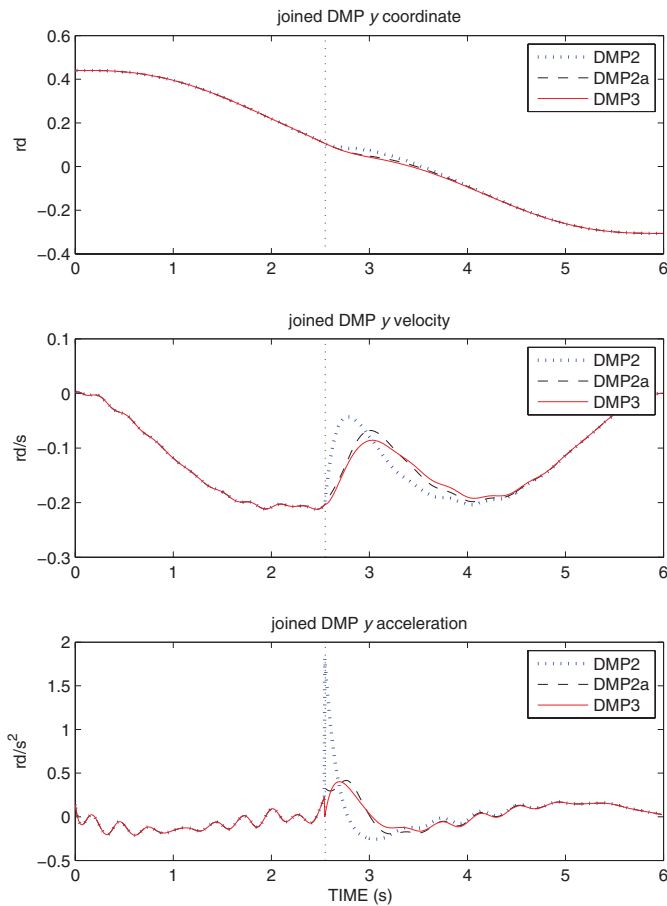 joined DMP y coordinate
0.6
0.4
0.2
0
−0.2
−0.4
rd
DMP2
DMP2a
DMP3
0 1 2 3 4 5 6
joined DMP y velocity
0.1
0
−0.1
−0.2
−0.3
rd/s
DMP2
DMP2a
DMP3
0 1 2 3 4 5 6
joined DMP y acceleration
2
1.5
1
0.5
0
−0.5
rd/s²
DMP2
DMP2a
DMP3
0 1 2 3 4 5 6
TIME (s)